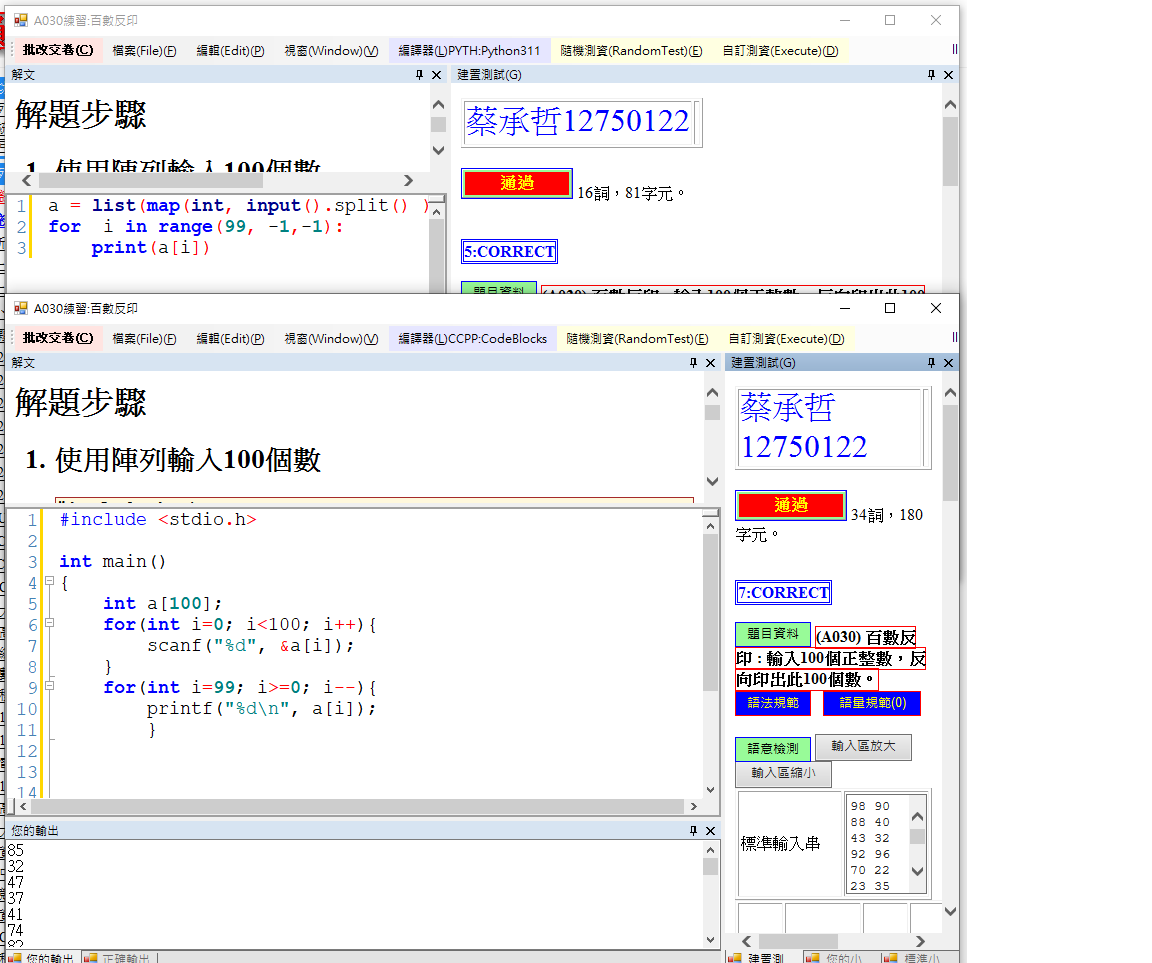 A030練習:百數反印
批改交卷(C) 檔案(File)(F) 編輯(Edit)(P) 視窗(Window)(V) 編譯器(L)PYTH:Python311 隨機測資(RandomTest)(E) 自訂測資(Execute)(D)
解文
解題步驟
1. 使用陣列輸入100個數
1 a = list(map(int, input().split() )
2 for  i in range(99, -1,-1):
3     print(a[i])
建置測試(G)
蔡承哲12750122
通過 16詞，81字元。
5:CORRECT
題目資料 (A030) 百數反印 : 輸入100個正整數，反向印出此100
A030練習:百數反印
批改交卷(C) 檔案(File)(F) 編輯(Edit)(P) 視窗(Window)(V) 編譯器(L)CCPP:CodeBlocks 隨機測資(RandomTest)(E) 自訂測資(Execute)(D)
解文
解題步驟
1. 使用陣列輸入100個數
1 #include <stdio.h>
2
3 int main()
4 {
5     int a[100];
6     for(int i=0; i<100; i++){
7         scanf("%d", &a[i]);
8     }
9     for(int i=99; i>=0; i--){
10         printf("%d\n", a[i]);
11         }
12
13
14
您的輸出
85
32
47
37
41
74
82
您的輸出 正確輸出
建置測試(G)
蔡承哲
12750122
通過 34詞，180
字元。
7:CORRECT
題目資料 (A030) 百數反
印 : 輸入100個正整數，反
向印出此100個數。
語法規範 語量規範(0)
語意檢測 輸入區放大
輸入區縮小
標準輸入串
98 90
88 40
43 32
92 96
70 22
23 35
建置測 您的小 標準小